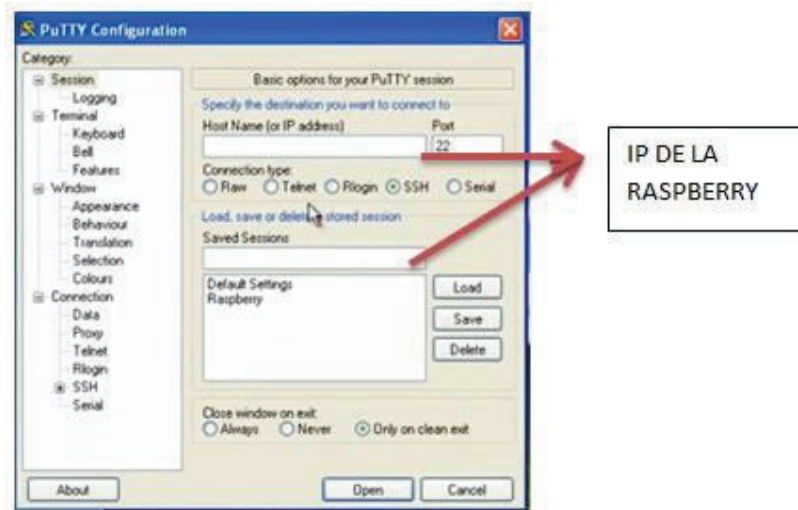 PuTTY Configuration
Category:
Session
Logging
Terminal
Keyboard
Bell
Features
Window
Appearance
Behaviour
Translation
Selection
Colours
Connection
Data
Proxy
Telnet
Rlogin
SSH
Serial
Basic options for your PuTTY session
Specify the destination you want to connect to
Host Name (or IP address) Port
22
Connection type:
Raw Telnet Rlogin SSH Serial
Load, save or delete a stored session
Saved Sessions
Default Settings
Raspberry
Load
Save
Delete
Close window on exit:
Always Never Only on clean exit
About Open Cancel
IP DE LA
RASPBERRY